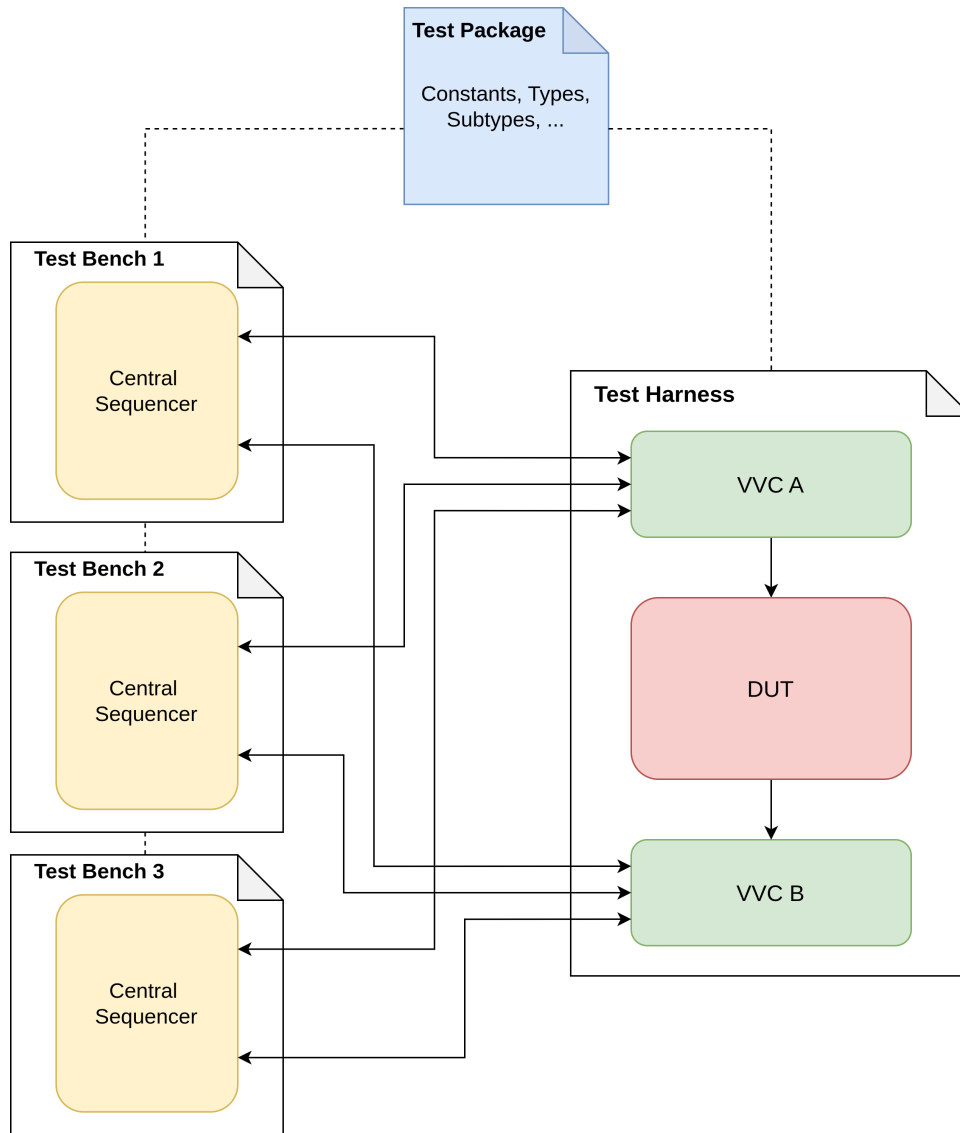 Test Package
Constants, Types,
Subtypes, ...
Test Bench 1
Central
Sequencer
Test Bench 2
Central
Sequencer
Test Bench 3
Central
Sequencer
Test Harness
VVC A
DUT
VVC B